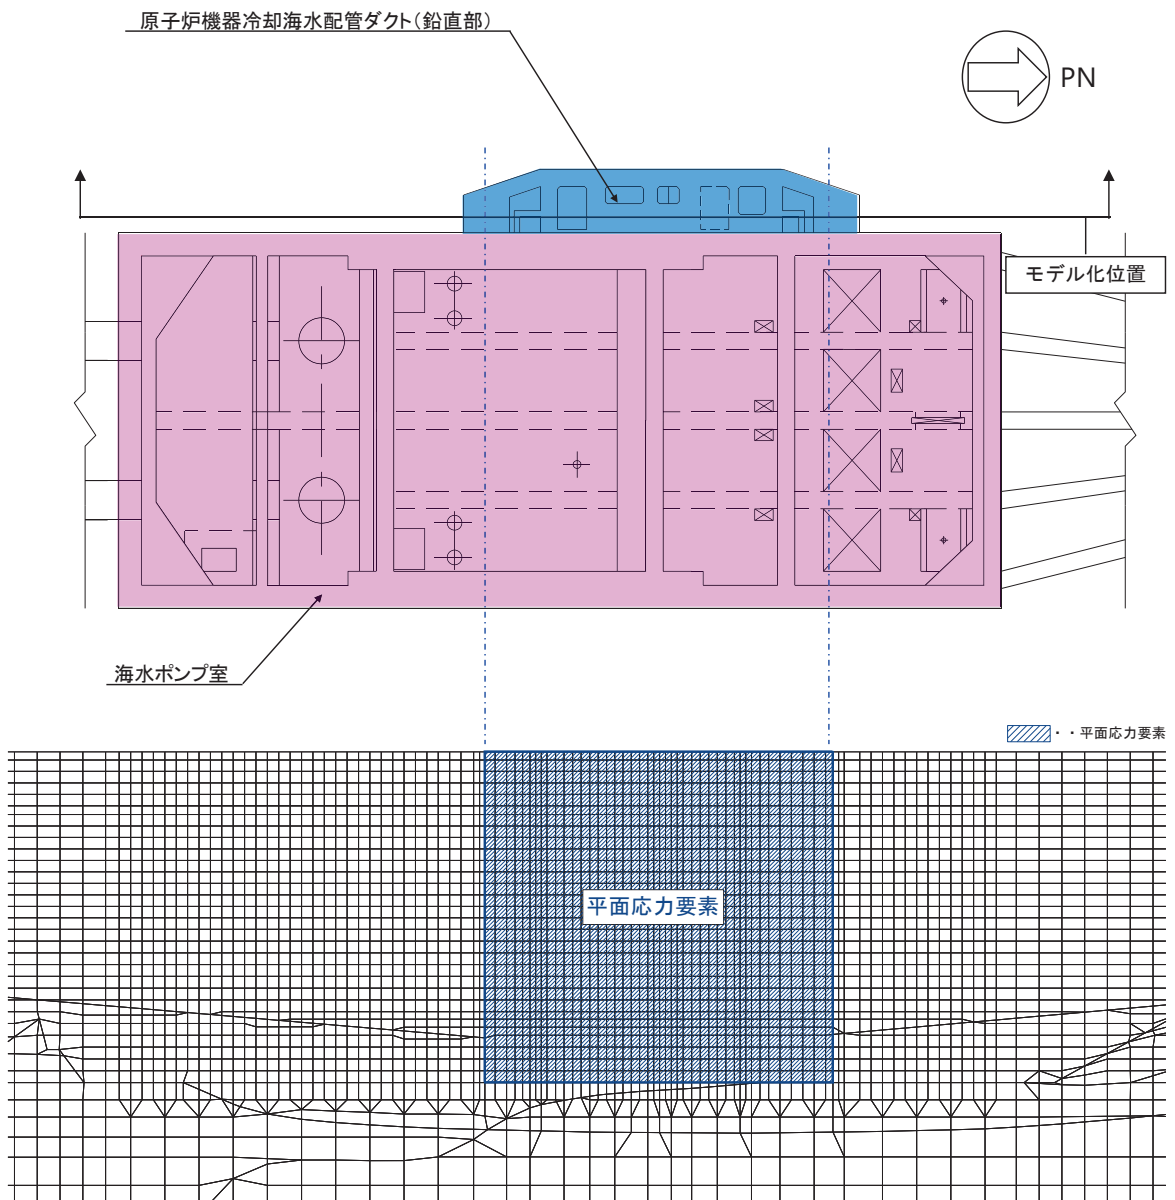 原子炉機器冷却海水配管ダクト(鉛直部)
PN
モデル化位置
海水ポンプ室
・・平面応力要素
平面応力要素